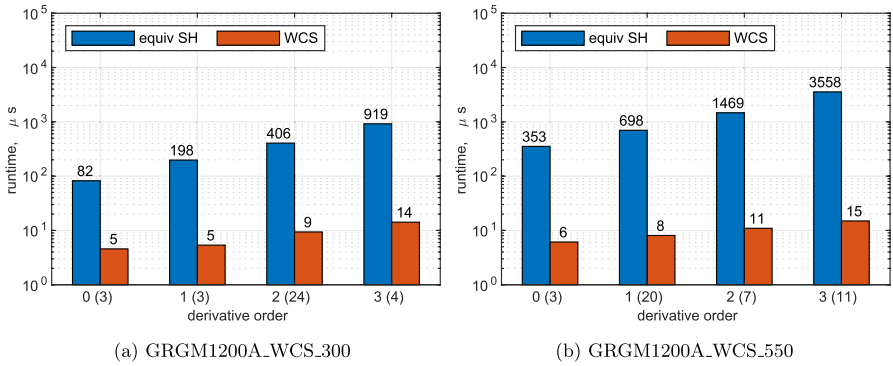 10^5
equiv SH WCS
10^4
10^3
10^2
10^1
10^0
runtime, μ s
82
5
198
5
406
9
919
14
0 (3) 1 (3) 2 (24) 3 (4)
derivative order
(a) GRGM1200A_WCS_300
10^5
equiv SH WCS
10^4
10^3
10^2
10^1
10^0
runtime, μ s
353
6
698
8
1469
11
3558
15
0 (3) 1 (20) 2 (7) 3 (11)
derivative order
(b) GRGM1200A_WCS_550